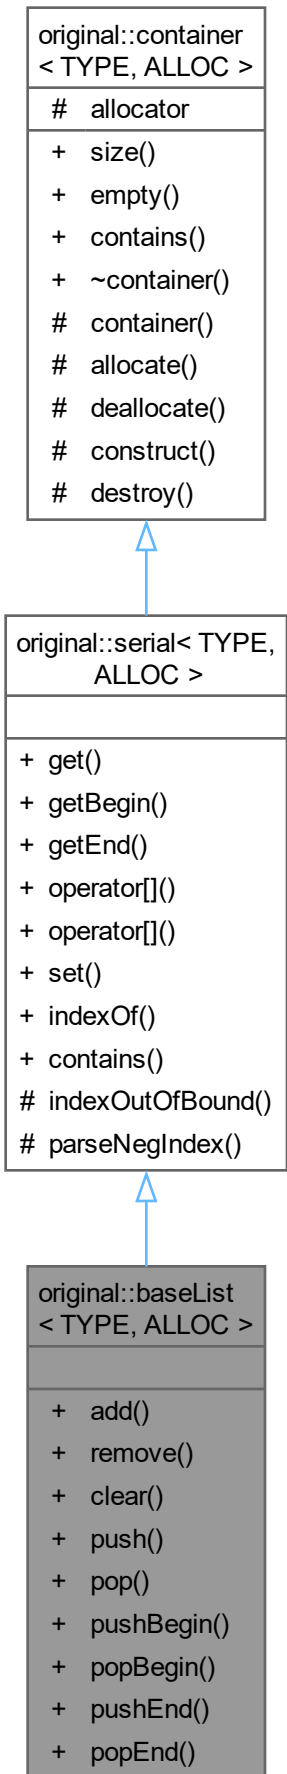 original::container
< TYPE, ALLOC >
# allocator
+ size()
+ empty()
+ contains()
+ ~container()
# container()
# allocate()
# deallocate()
# construct()
# destroy()
original::serial< TYPE,
ALLOC >
+ get()
+ getBegin()
+ getEnd()
+ operator[]()
+ operator[]()
+ set()
+ indexOf()
+ contains()
# indexOutOfBound()
# parseNegIndex()
original::baseList
< TYPE, ALLOC >
+ add()
+ remove()
+ clear()
+ push()
+ pop()
+ pushBegin()
+ popBegin()
+ pushEnd()
+ popEnd()